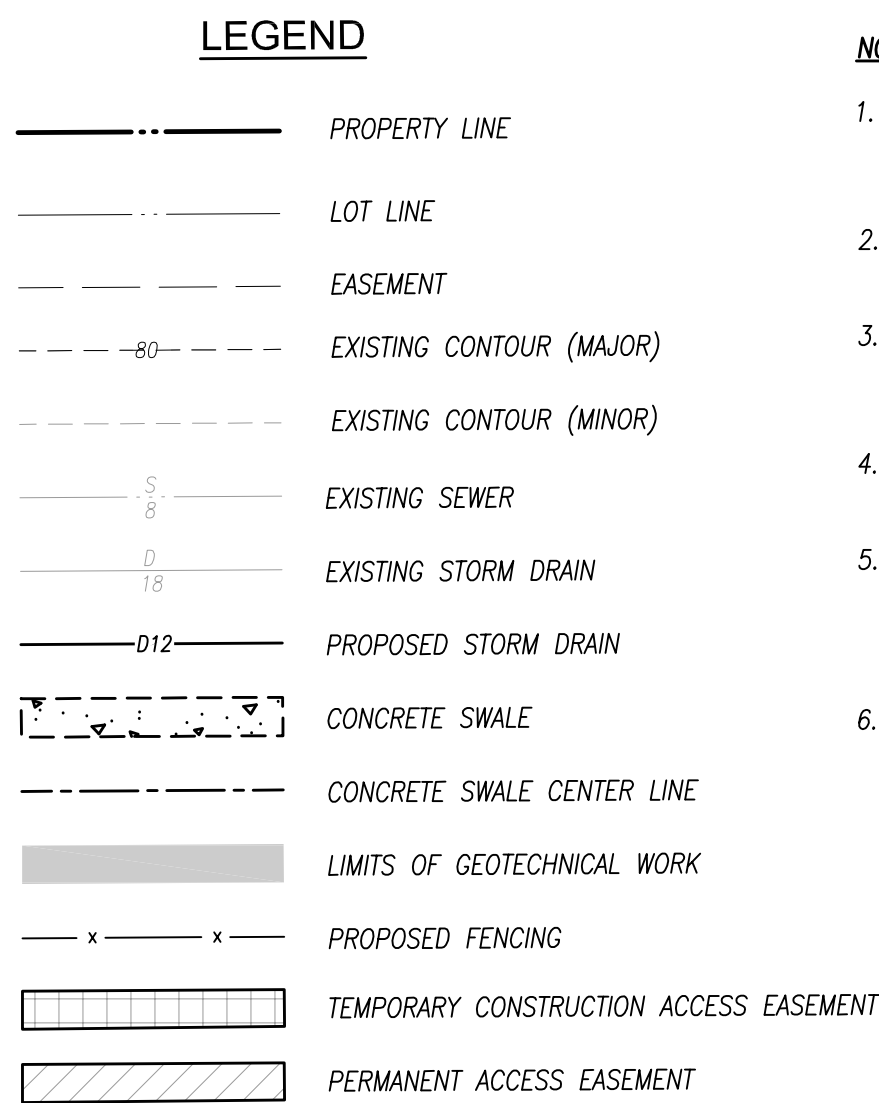 LEGEND
PROPERTY LINE
LOT LINE
EASEMENT
80
EXISTING CONTOUR (MAJOR)
EXISTING CONTOUR (MINOR)
S
8
EXISTING SEWER
D
18
EXISTING STORM DRAIN
D12
PROPOSED STORM DRAIN
CONCRETE SWALE
CONCRETE SWALE CENTER LINE
LIMITS OF GEOTECHNICAL WORK
x x
PROPOSED FENCING
TEMPORARY CONSTRUCTION ACCESS EASEMENT
PERMANENT ACCESS EASEMENT
1.
2.
3.
4.
5.
6.